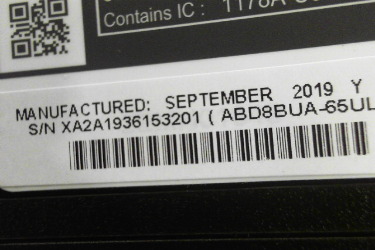 Contains IC :
MANUFACTURED: SEPTEMBER 2019 Y
S/N XA2A1936153201 ( ABD8BUA-65UL